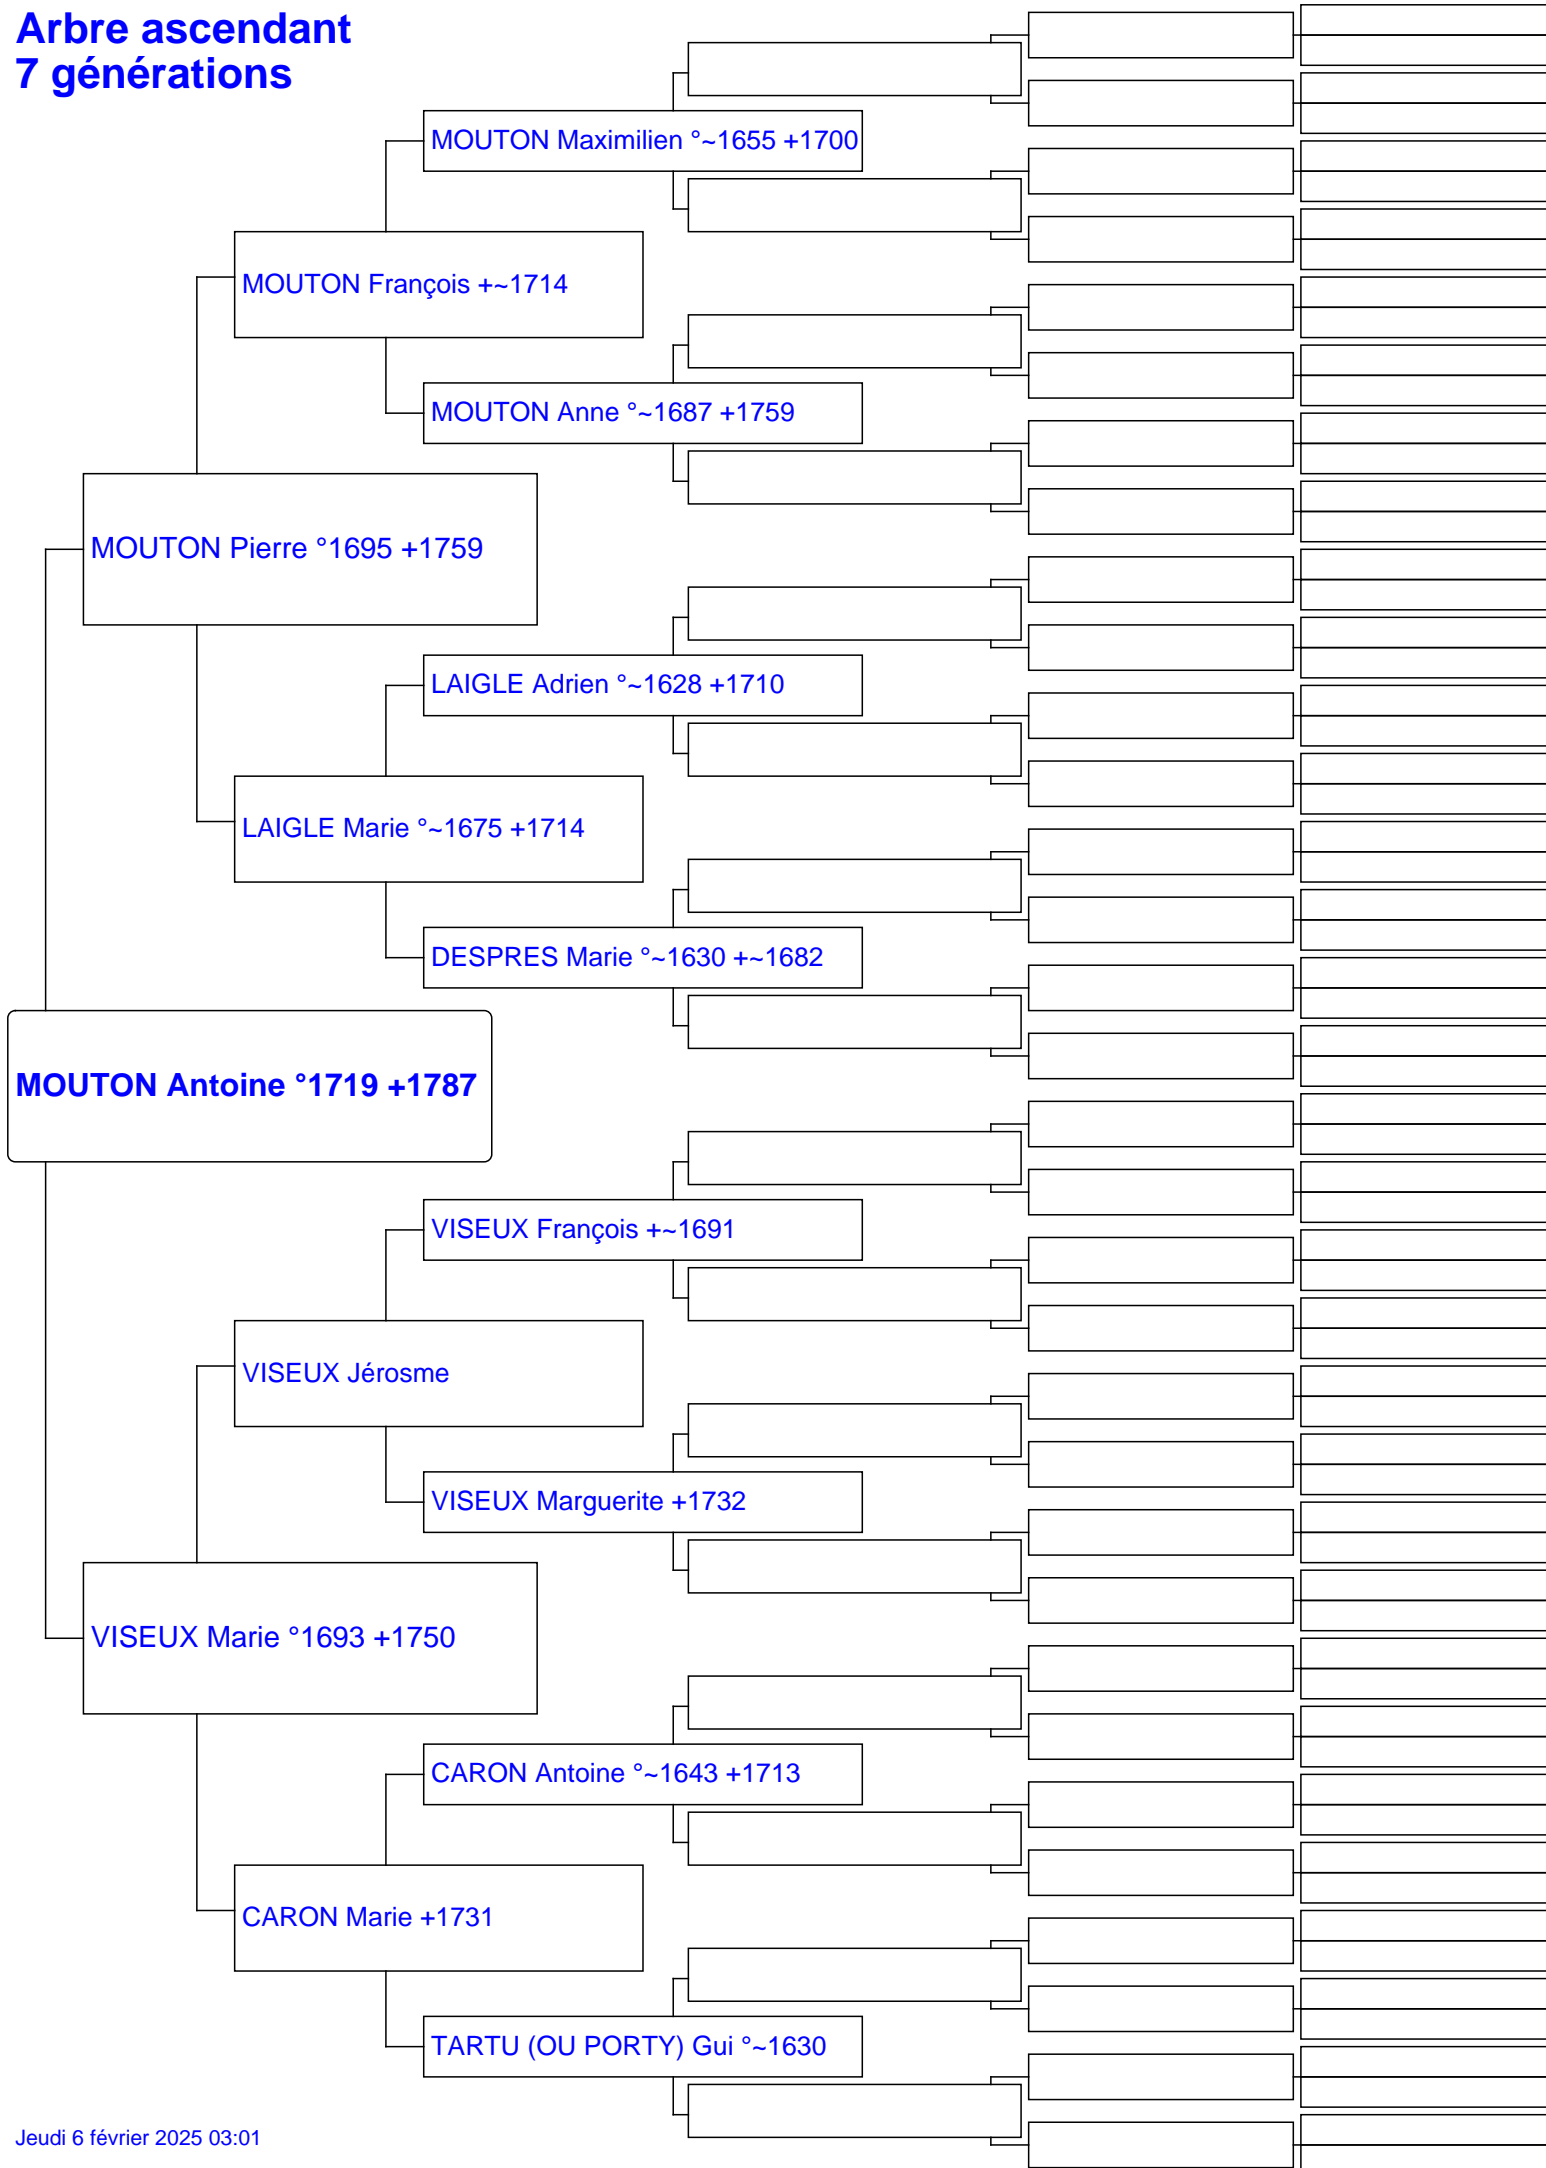 Arbre ascendant
7 générations
MOUTON Maximilien °~1655 +1700
MOUTON François +~1714
MOUTON Anne °~1687 +1759
MOUTON Pierre °1695 +1759
LAIGLE Adrien °~1628 +1710
LAIGLE Marie °~1675 +1714
DESPRES Marie °~1630 +~1682
MOUTON Antoine °1719 +1787
VISEUX François +~1691
VISEUX Jérosme
VISEUX Marguerite +1732
VISEUX Marie °1693 +1750
CARON Antoine °~1643 +1713
CARON Marie +1731
TARTU (OU PORTY) Gui °~1630
Jeudi 6 février 2025 03:01